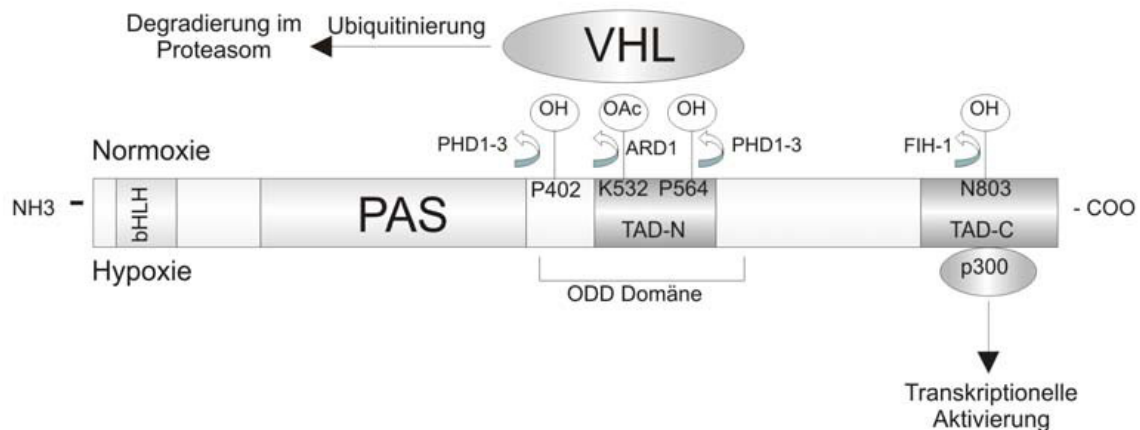 Degradierung im
Proteasom
Ubiquitinierung
VHL
OH
OAc
OH
OH
PHD1-3
ARD1
PHD1-3
FIH-1
Normoxie
NH3 -
bHLH
PAS
P402
K532
P564
TAD-N
N803
TAD-C
- COO
Hypoxie
ODD Domäne
p300
Transkriptionelle
Aktivierung